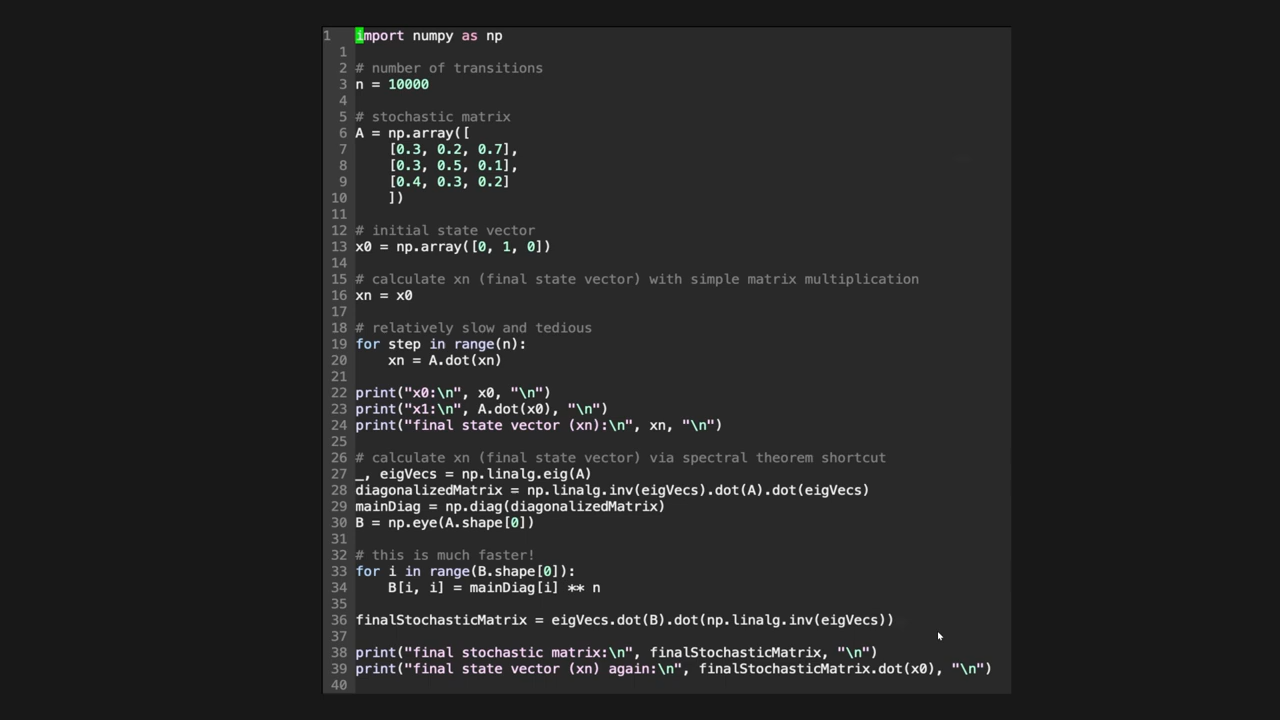 1 import numpy as np
1
2 # number of transitions
3 n = 10000
4
5 # stochastic matrix
6 A = np.array([
7     [0.3, 0.2, 0.7],
8     [0.3, 0.5, 0.1],
9     [0.4, 0.3, 0.2]
10     ])
11
12 # initial state vector
13 x0 = np.array([0, 1, 0])
14
15 # calculate xn (final state vector) with simple matrix multiplication
16 xn = x0
17
18 # relatively slow and tedious
19 for step in range(n):
20     xn = A.dot(xn)
21
22 print("x0:\n", x0, "\n")
23 print("x1:\n", A.dot(x0), "\n")
24 print("final state vector (xn):\n", xn, "\n")
25
26 # calculate xn (final state vector) via spectral theorem shortcut
27 _, eigVecs = np.linalg.eig(A)
28 diagonalizedMatrix = np.linalg.inv(eigVecs).dot(A).dot(eigVecs)
29 mainDiag = np.diag(diagonalizedMatrix)
30 B = np.eye(A.shape[0])
31
32 # this is much faster!
33 for i in range(B.shape[0]):
34     B[i, i] = mainDiag[i] ** n
35
36 finalStochasticMatrix = eigVecs.dot(B).dot(np.linalg.inv(eigVecs))
37
38 print("final stochastic matrix:\n", finalStochasticMatrix, "\n")
39 print("final state vector (xn) again:\n", finalStochasticMatrix.dot(x0), "\n")
40